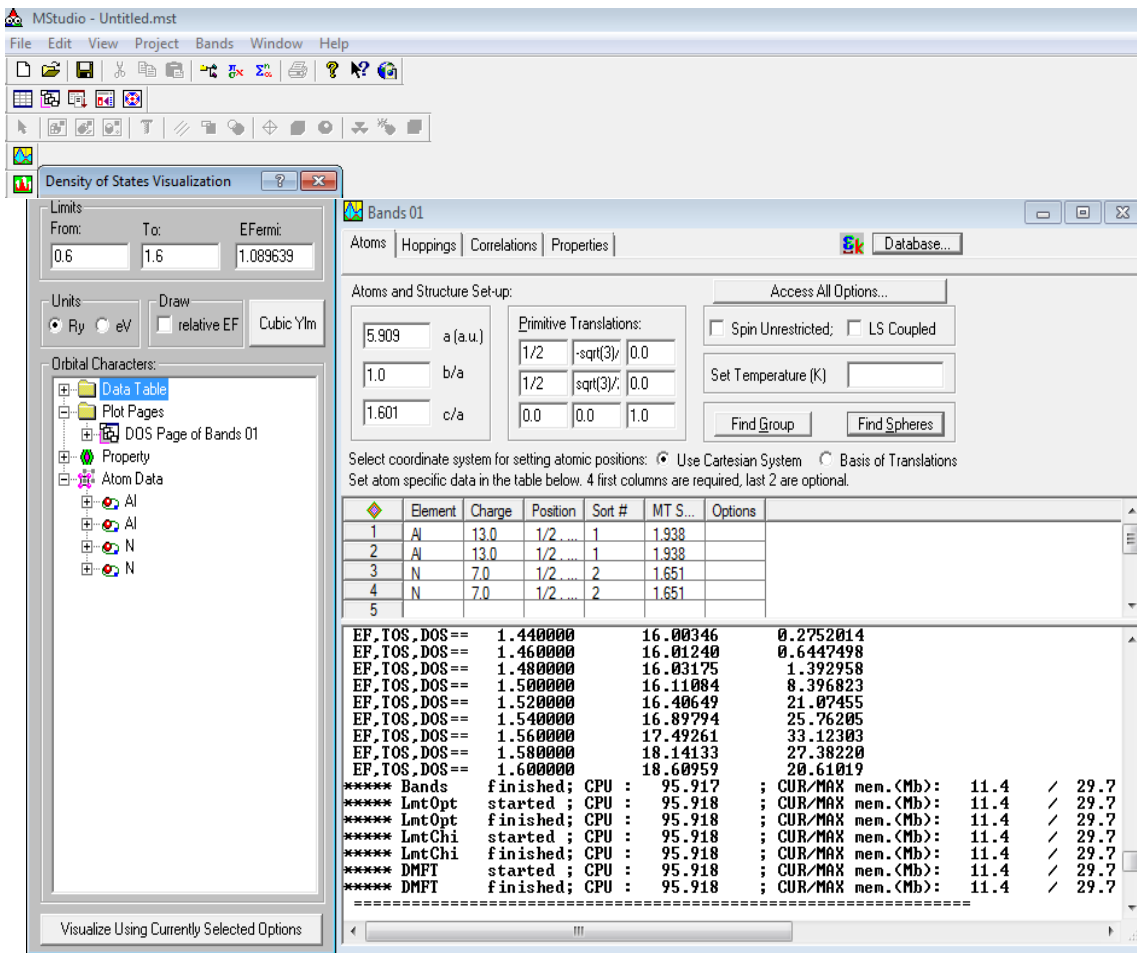 MStudio - Untitled.mst
File Edit View Project Bands Window Help
Density of States Visualization
Limits
From: To: EFermi:
0.6 1.6 1.089639
Units Draw
Ry eV relative EF Cubic Ylm
Orbital Characters:
Data Table
Plot Pages
DOS Page of Bands 01
Property
Atom Data
Al
Al
N
N
Visualize Using Currently Selected Options
Bands 01
Atoms Hoppings Correlations Properties Εk Database...
Atoms and Structure Set-up: Access All Options...
5.909 a (a.u.) Primitive Translations: Spin Unrestricted; LS Coupled
1/2 -sqrt(3)/ 0.0
1.0 b/a 1/2 sqrt(3)/2 0.0 Set Temperature (K)
1.601 c/a 0.0 0.0 1.0 Find Group Find Spheres
Select coordinate system for setting atomic positions: Use Cartesian System Basis of Translations
Set atom specific data in the table below. 4 first columns are required, last 2 are optional.
Element Charge Position Sort # MT S... Options
1 Al 13.0 1/2 . ... 1 1.938
2 Al 13.0 1/2 . ... 1 1.938
3 N 7.0 1/2 . ... 2 1.651
4 N 7.0 1/2 . ... 2 1.651
5
EF,TOS,DOS== 1.440000 16.00346 0.2752014
EF,TOS,DOS== 1.460000 16.01240 0.6447498
EF,TOS,DOS== 1.480000 16.03175 1.392958
EF,TOS,DOS== 1.500000 16.11084 8.396823
EF,TOS,DOS== 1.520000 16.40649 21.07455
EF,TOS,DOS== 1.540000 16.89794 25.76205
EF,TOS,DOS== 1.560000 17.49261 33.12303
EF,TOS,DOS== 1.580000 18.14133 27.38220
EF,TOS,DOS== 1.600000 18.60959 20.61019
***** Bands finished; CPU : 95.917 ; CUR/MAX mem.(Mb): 11.4 / 29.7
***** LmtOpt started ; CPU : 95.918 ; CUR/MAX mem.(Mb): 11.4 / 29.7
***** LmtOpt finished; CPU : 95.918 ; CUR/MAX mem.(Mb): 11.4 / 29.7
***** LmtChi started ; CPU : 95.918 ; CUR/MAX mem.(Mb): 11.4 / 29.7
***** LmtChi finished; CPU : 95.918 ; CUR/MAX mem.(Mb): 11.4 / 29.7
***** DMFT started ; CPU : 95.918 ; CUR/MAX mem.(Mb): 11.4 / 29.7
***** DMFT finished; CPU : 95.918 ; CUR/MAX mem.(Mb): 11.4 / 29.7
========================================================================